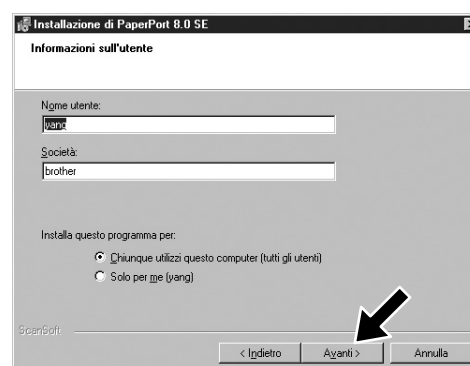 Installazione di PaperPort 8.0 SE
Informazioni sull'utente
Nome utente:
yang
Società:
brother
Installa questo programma per:
Chiunque utilizzi questo computer (tutti gli utenti)
Solo per me (yang)
ScanSoft
< Indietro Avanti > Annulla